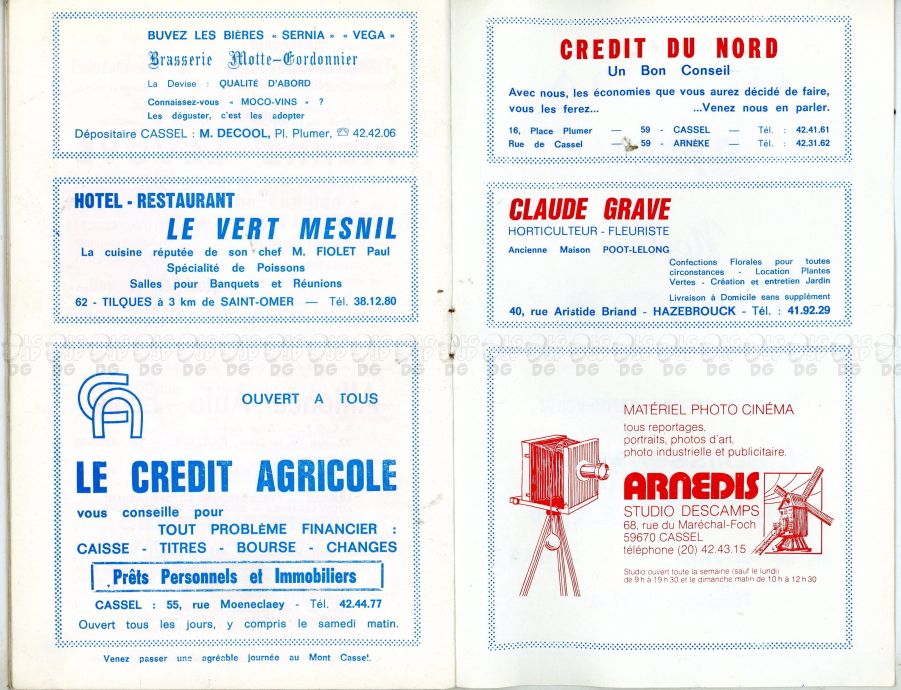 BUVEZ LES BIÈRES « SERNIA » « VEGA »
Brasserie Motte-Cordonnier
La Devise : QUALITÉ D'ABORD
Connaissez-vous « MOCO-VINS » ?
Les déguster, c'est les adopter
Dépositaire CASSEL : M. DECOOL, Pl. Plumer, ☏ 42.42.06
HOTEL - RESTAURANT
LE VERT MESNIL
La cuisine réputée de son chef M. FIOLET Paul
Spécialité de Poissons
Salles pour Banquets et Réunions
62 - TILQUES à 3 km de SAINT-OMER — Tél. 38.12.80
CA
OUVERT A TOUS
LE CREDIT AGRICOLE
vous conseille pour
TOUT PROBLÈME FINANCIER :
CAISSE - TITRES - BOURSE - CHANGES
Prêts Personnels et Immobiliers
CASSEL : 55, rue Moeneclaey - Tél. 42.44.77
Ouvert tous les jours, y compris le samedi matin.
Venez passer une agréable journée au Mont Cassel.
CREDIT DU NORD
Un Bon Conseil
Avec nous, les économies que vous aurez décidé de faire,
vous les ferez... ...Venez nous en parler.
16, Place Plumer — 59 - CASSEL — Tél. : 42.41.61
Rue de Cassel — 59 - ARNÈKE — Tél. : 42.31.62
CLAUDE GRAVE
HORTICULTEUR - FLEURISTE
Ancienne Maison POOT-LELONG
Confections Florales pour toutes
circonstances - Location Plantes
Vertes - Création et entretien Jardin
Livraison à Domicile sans supplément
40, rue Aristide Briand - HAZEBROUCK - Tél. : 41.92.29
MATÉRIEL PHOTO CINÉMA
tous reportages,
portraits, photos d'art,
photo industrielle et publicitaire.
ARNEDIS
STUDIO DESCAMPS
68, rue du Maréchal-Foch
59670 CASSEL
téléphone (20) 42.43.15
Studio ouvert toute la semaine (sauf le lundi)
de 9 h à 19 h 30 et le dimanche matin de 10 h à 12 h 30